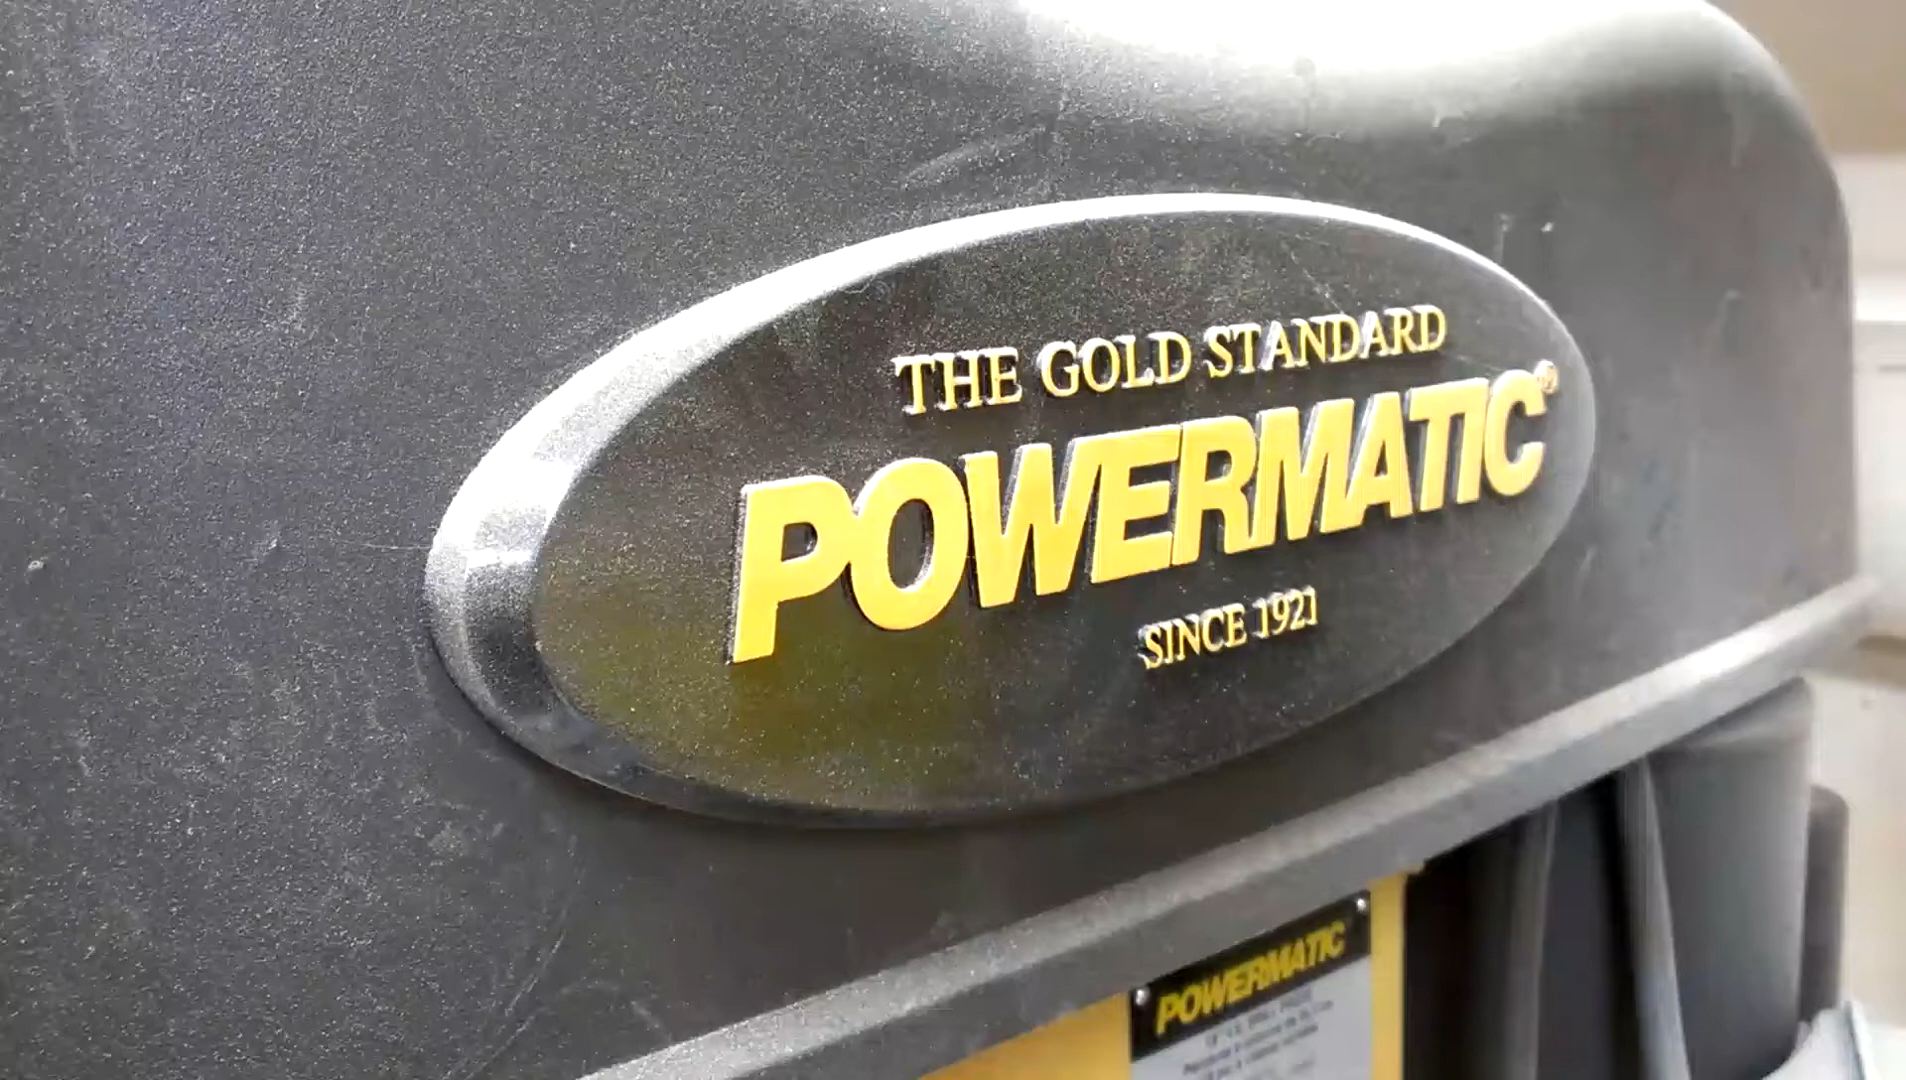 THE GOLD STANDARD
POWERMATIC®
SINCE 1921
POWERMATIC